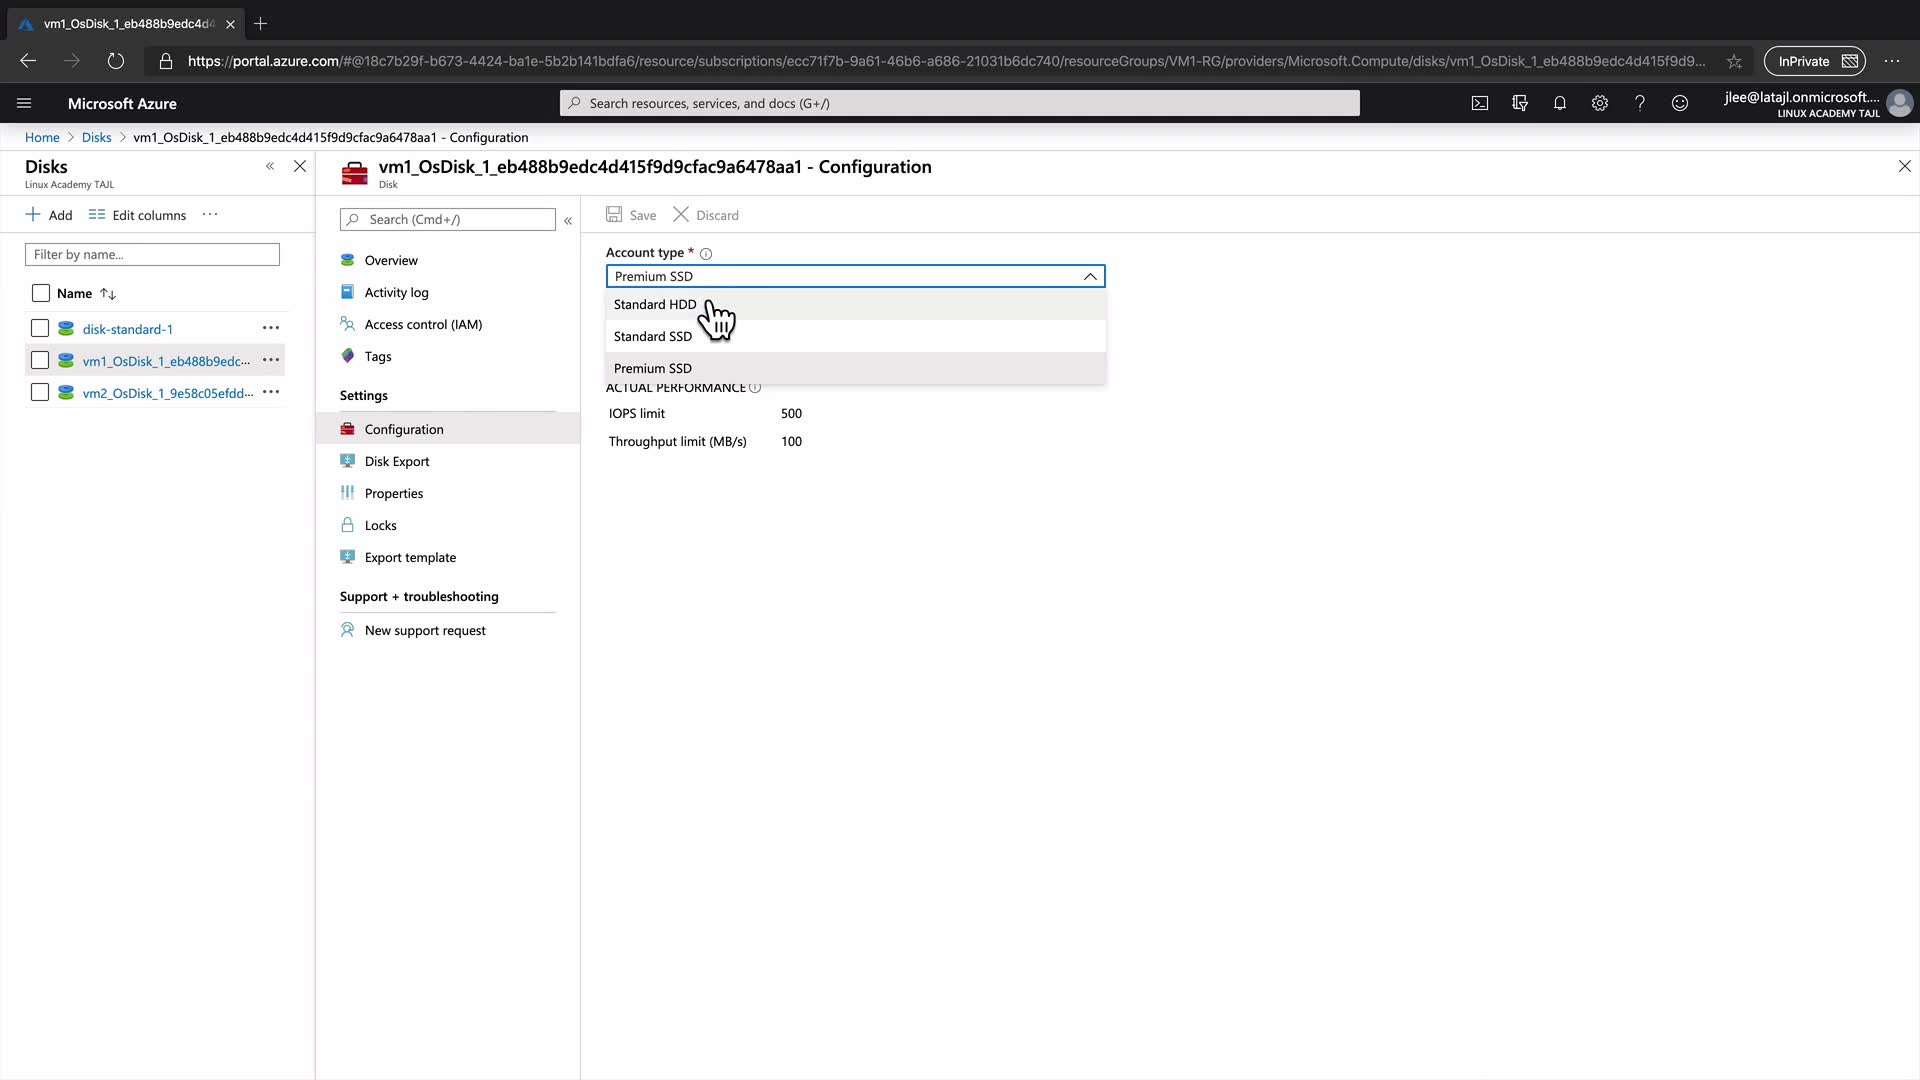 vm1_OsDisk_1_eb488b9edc4d4
https://portal.azure.com/#@18c7b29f-b673-4424-ba1e-5b2b141bdfa6/resource/subscriptions/ecc71f7b-9a61-46b6-a686-21031b6dc740/resourceGroups/VM1-RG/providers/Microsoft.Compute/disks/vm1_OsDisk_1_eb488b9edc4d415f9d9...
InPrivate
Microsoft Azure
Search resources, services, and docs (G+/)
jlee@latajl.onmicrosoft....
LINUX ACADEMY TAJL
Home > Disks > vm1_OsDisk_1_eb488b9edc4d415f9d9cfac9a6478aa1 - Configuration
Disks
Linux Academy TAJL
vm1_OsDisk_1_eb488b9edc4d415f9d9cfac9a6478aa1 - Configuration
Disk
Add
Edit columns
Filter by name...
Name
disk-standard-1
vm1_OsDisk_1_eb488b9edc...
vm2_OsDisk_1_9e58c05efdd...
Search (Cmd+/)
Overview
Activity log
Access control (IAM)
Tags
Settings
Configuration
Disk Export
Properties
Locks
Export template
Support + troubleshooting
New support request
Save
Discard
Account type *
Premium SSD
Standard HDD
Standard SSD
Premium SSD
ACTUAL PERFORMANCE
IOPS limit 500
Throughput limit (MB/s) 100